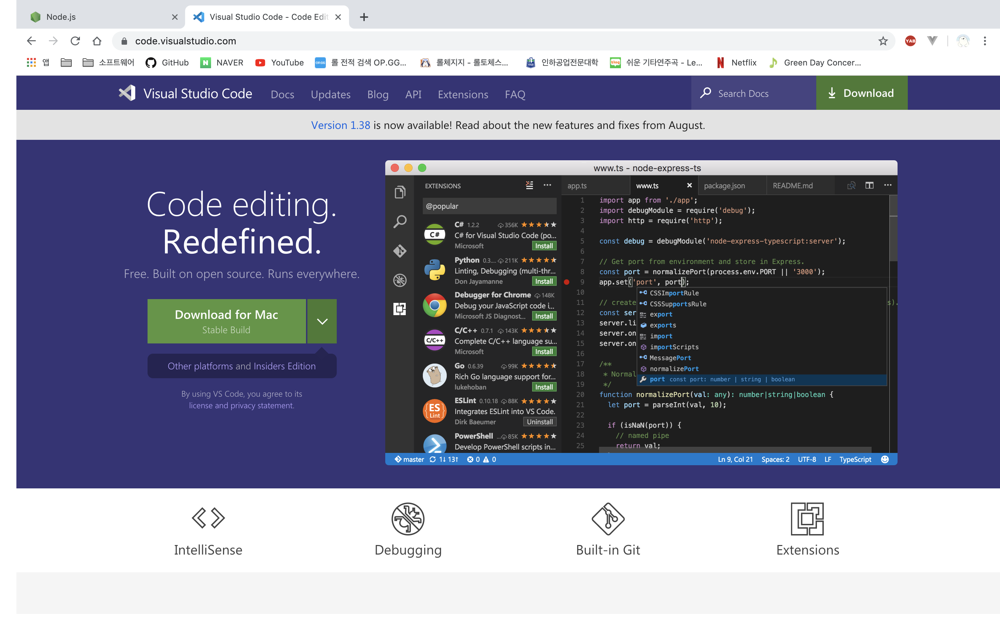 Node.js
Visual Studio Code - Code Edit
code.visualstudio.com
YAB
앱
소프트웨어
GitHub
N NAVER
YouTube
OP.GG 롤 전적 검색 OP.GG...
롤체지지 - 롤토체스...
1958 인하공업전문대학
blog 쉬운 기타연주곡 - Le...
Netflix
Green Day Concer...
Visual Studio Code
Docs
Updates
Blog
API
Extensions
FAQ
Search Docs
Download
Version 1.38 is now available! Read about the new features and fixes from August.
Code editing.
Redefined.
Free. Built on open source. Runs everywhere.
Download for Mac
Stable Build
Other platforms and Insiders Edition
By using VS Code, you agree to its
license and privacy statement.
www.ts - node-express-ts
EXTENSIONS
@popular
C# C# 1.2.2 356K
C# for Visual Studio Code (po...
Microsoft Install
Python 0.3.... 211K
Linting, Debugging (multi-thr...
Don Jayamanne Install
Debugger for Chrome 148K
Debug your JavaScript code i...
Microsoft JS Diagnost... Install
C/C++ C/C++ 0.7.1 143K
Complete C/C++ language su...
Microsoft Install
Go 0.6.39 99K
Rich Go language support for...
lukehoban Install
{ES Lint} ESLint 0.10.18 88K
Integrates ESLint into VS Code.
Dirk Baeumer Uninstall
PowerShell ... 85K
Develop PowerShell scripts in...
app.ts
www.ts
package.json
README.md
1 import app from './app';
2 import debugModule = require('debug');
3 import http = require('http');
4
5 const debug = debugModule('node-express-typescript:server');
6
7 // Get port from environment and store in Express.
8 const port = normalizePort(process.env.PORT || '3000');
9 app.set('port', port);
10
11 // create s).
12 const ser
13 server.li
14 server.on
15 server.on
16
17 /**
18 * Normal
19 */
20 function normalizePort(val: any): number|string|boolean {
21 let port = parseInt(val, 10);
22
23 if (isNaN(port)) {
24 // named pipe
25 return val;
CSSImportRule
CSSSupportsRule
export
exports
import
importScripts
MessagePort
normalizePort
port const port: number | string | boolean
master 1↓ 13↑ 0 0
Ln 9, Col 21 Spaces: 2 UTF-8 LF TypeScript
IntelliSense
Debugging
Built-in Git
Extensions